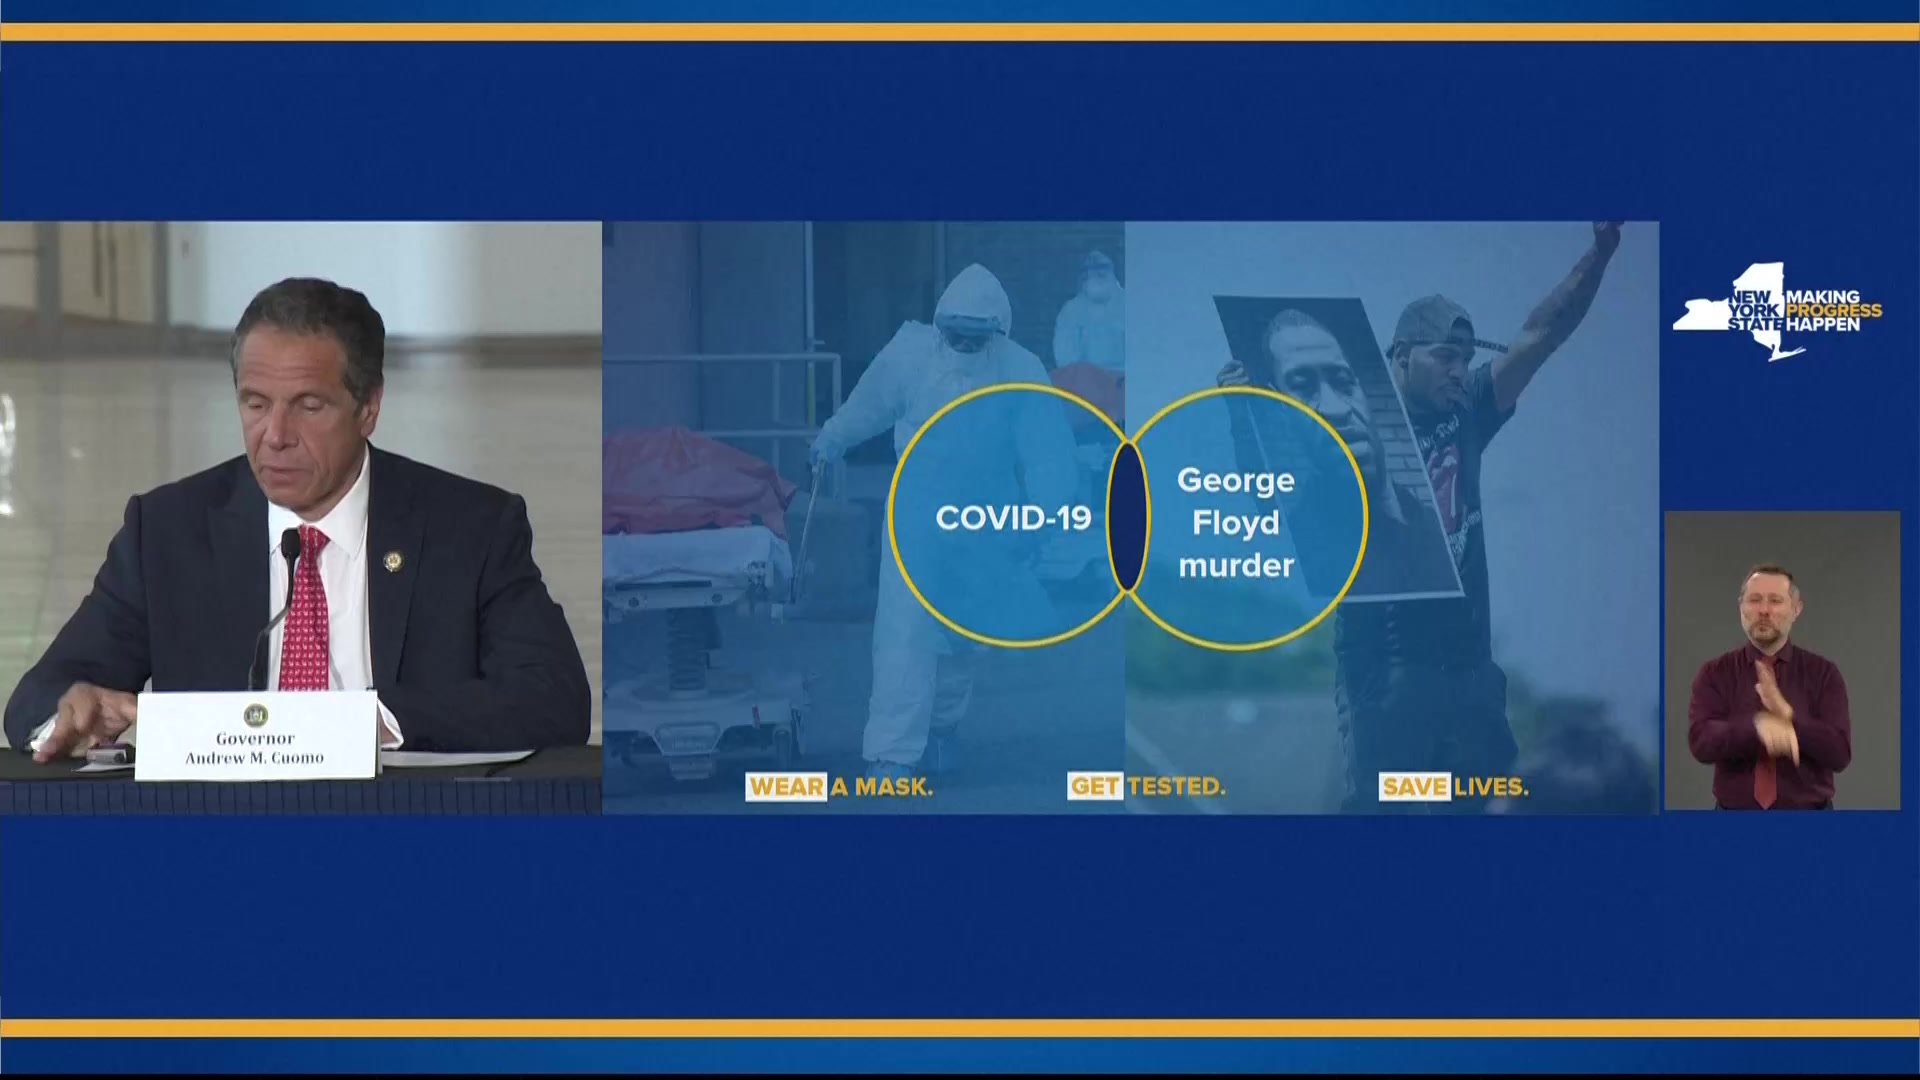 Governor
Andrew M. Cuomo
COVID-19
George
Floyd
murder
WEAR A MASK.
GET TESTED.
SAVE LIVES.
NEW
YORK
STATE
MAKING
PROGRESS
HAPPEN